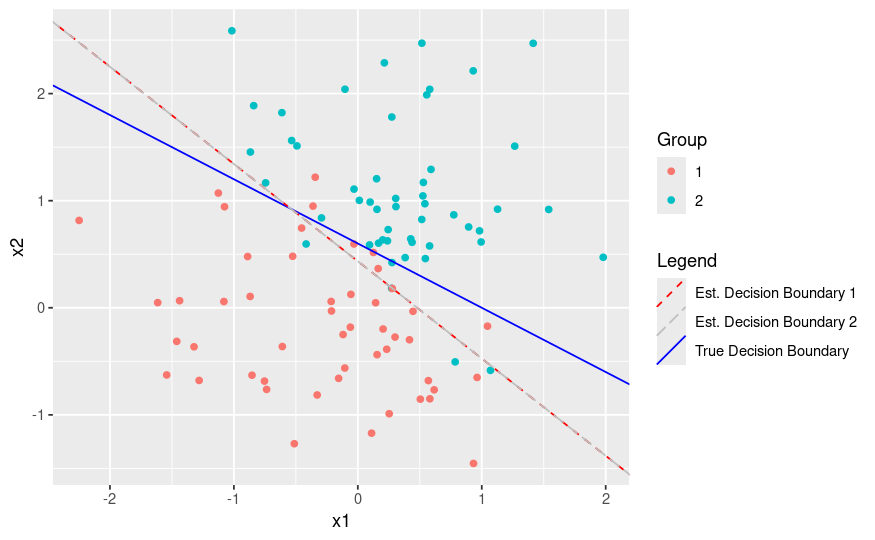 2
1
0
-1
-2
-1
0
1
2
x1
x2
Group
1
2
Legend
Est. Decision Boundary 1
Est. Decision Boundary 2
True Decision Boundary